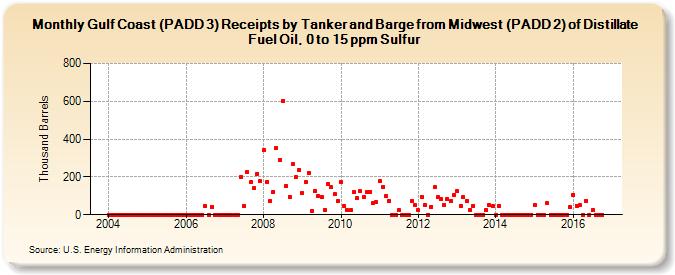 Monthly Gulf Coast (PADD 3) Receipts by Tanker and Barge from Midwest (PADD 2) of Distillate
Fuel Oil, 0 to 15 ppm Sulfur
Thousand Barrels
800
600
400
200
0
2004 2006 2008 2010 2012 2014 2016
Source: U.S. Energy Information Administration